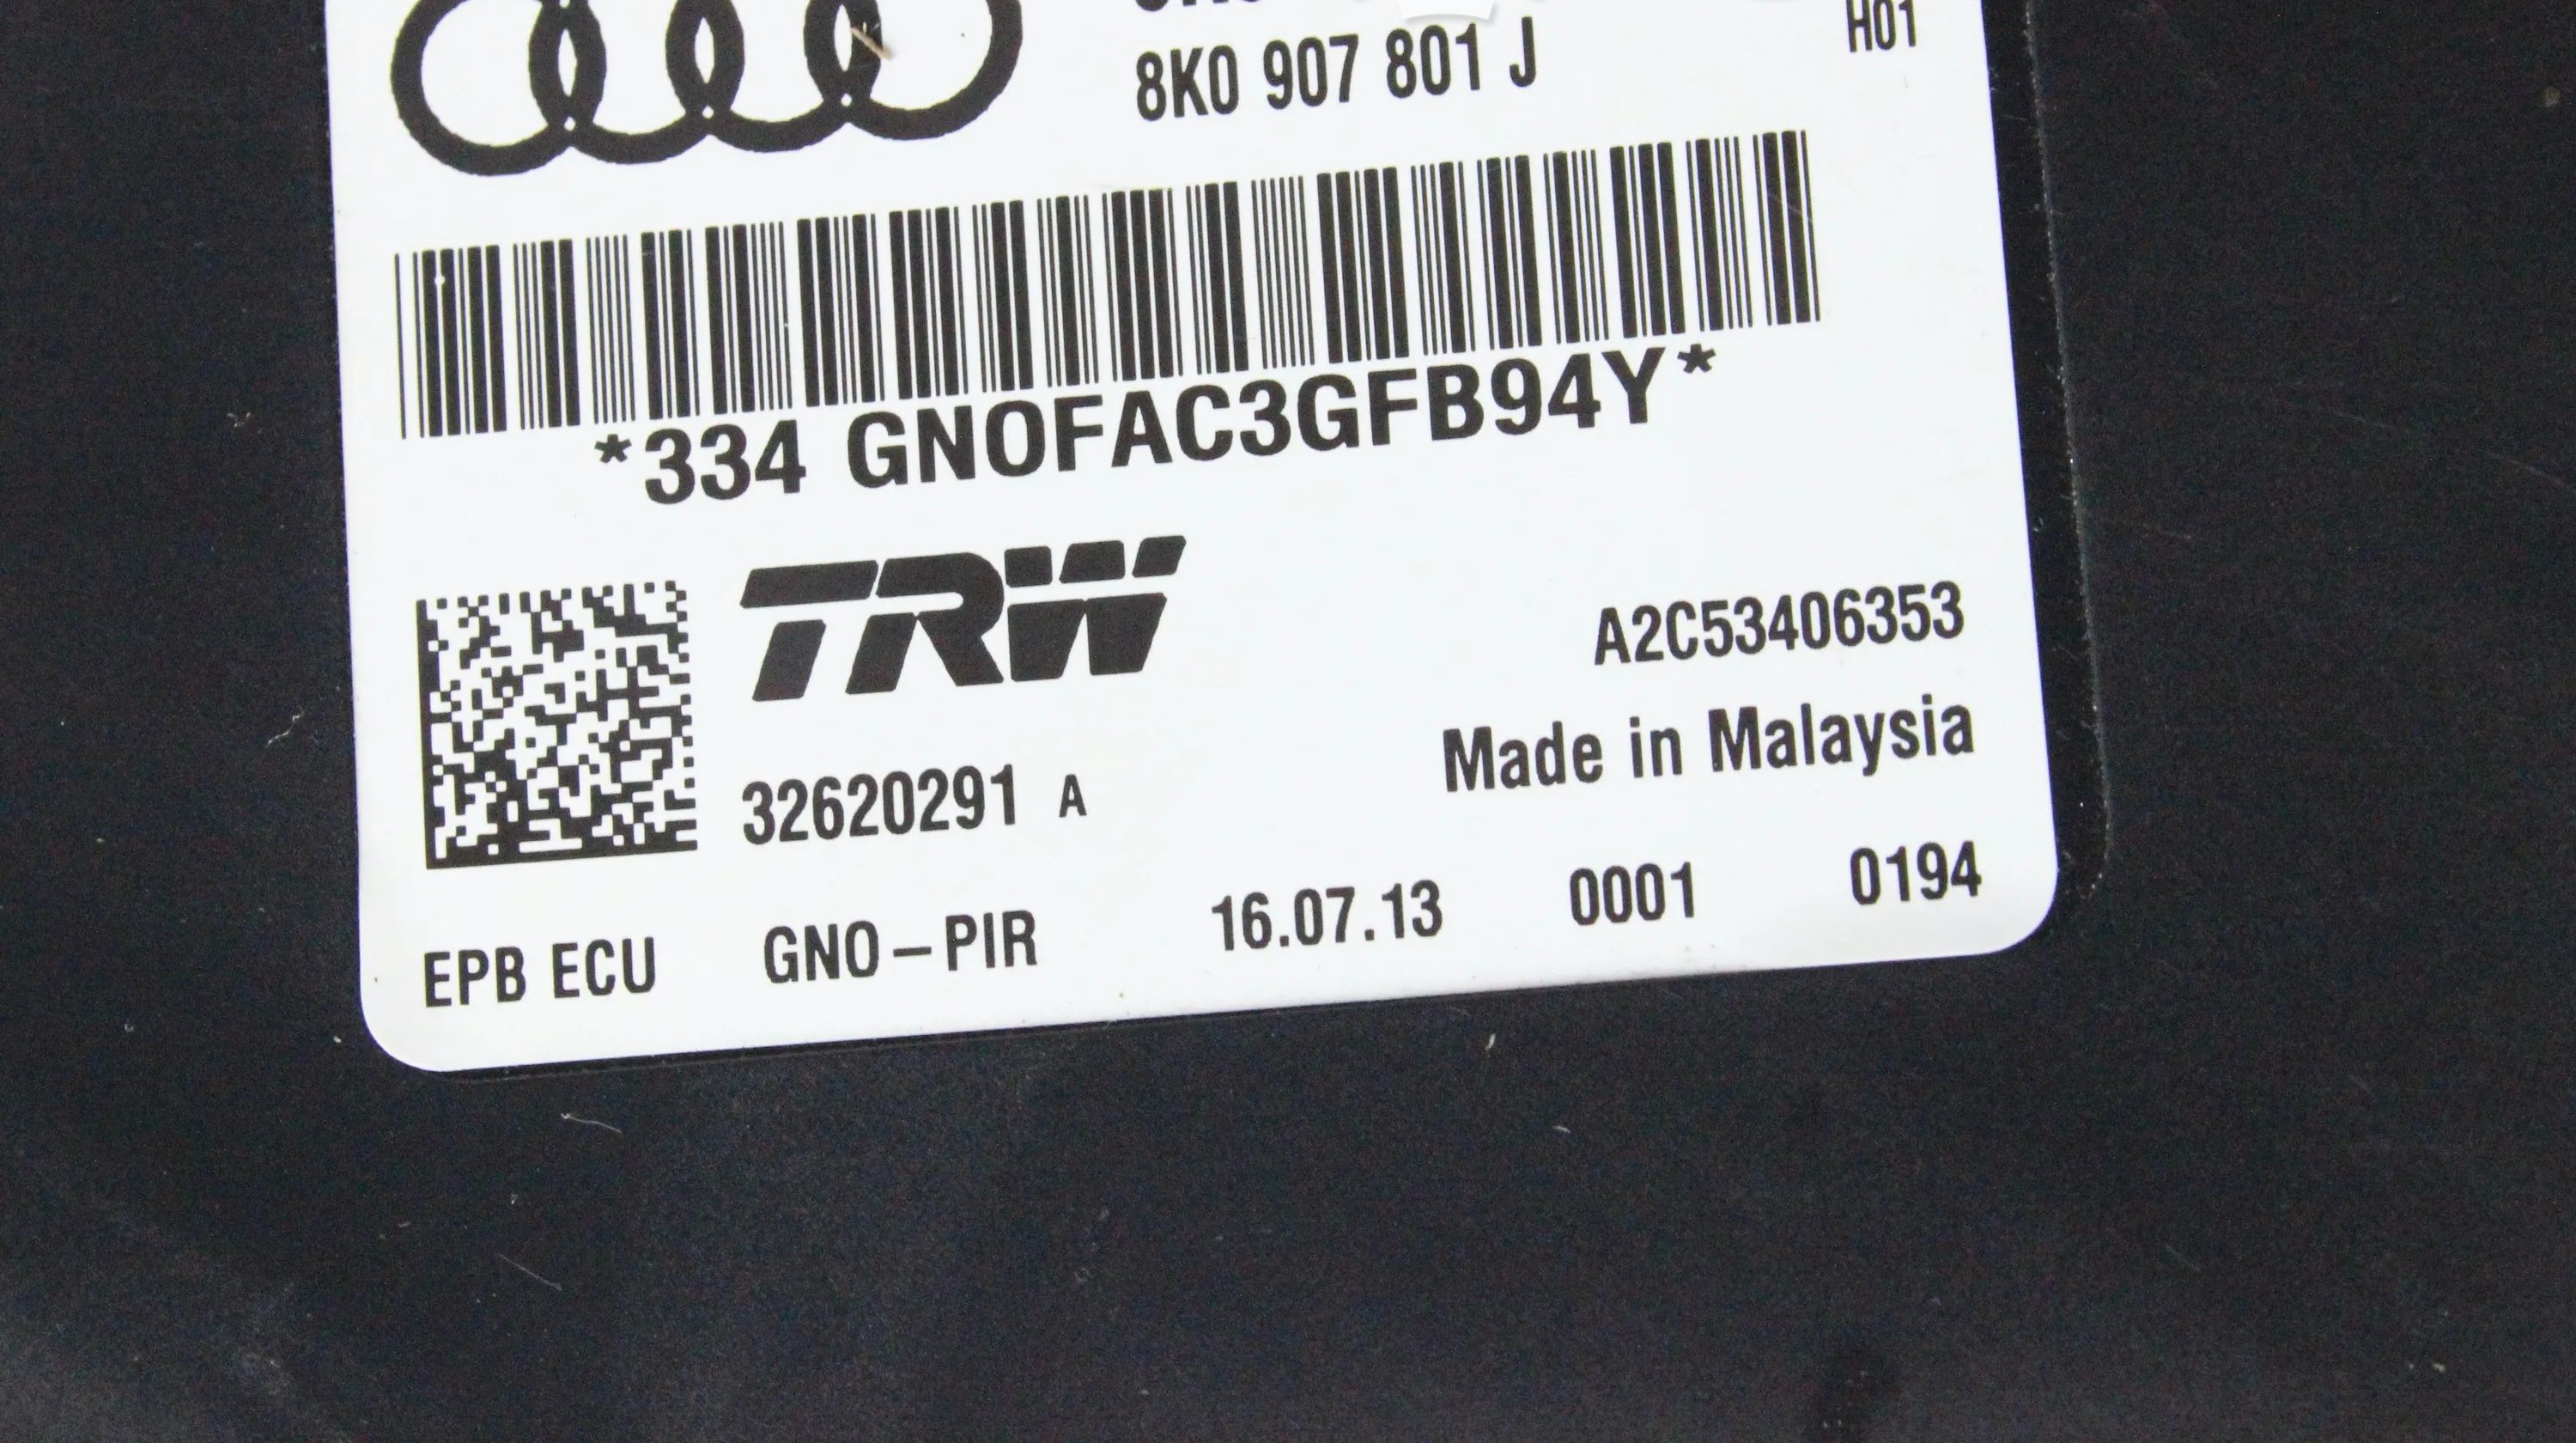 8K0 907 801 J
H01
*334 GNOFAC3GFB94Y*
TRW
A2C53406353
Made in Malaysia
32620291 A
EPB ECU GNO-PIR 16.07.13 0001 0194